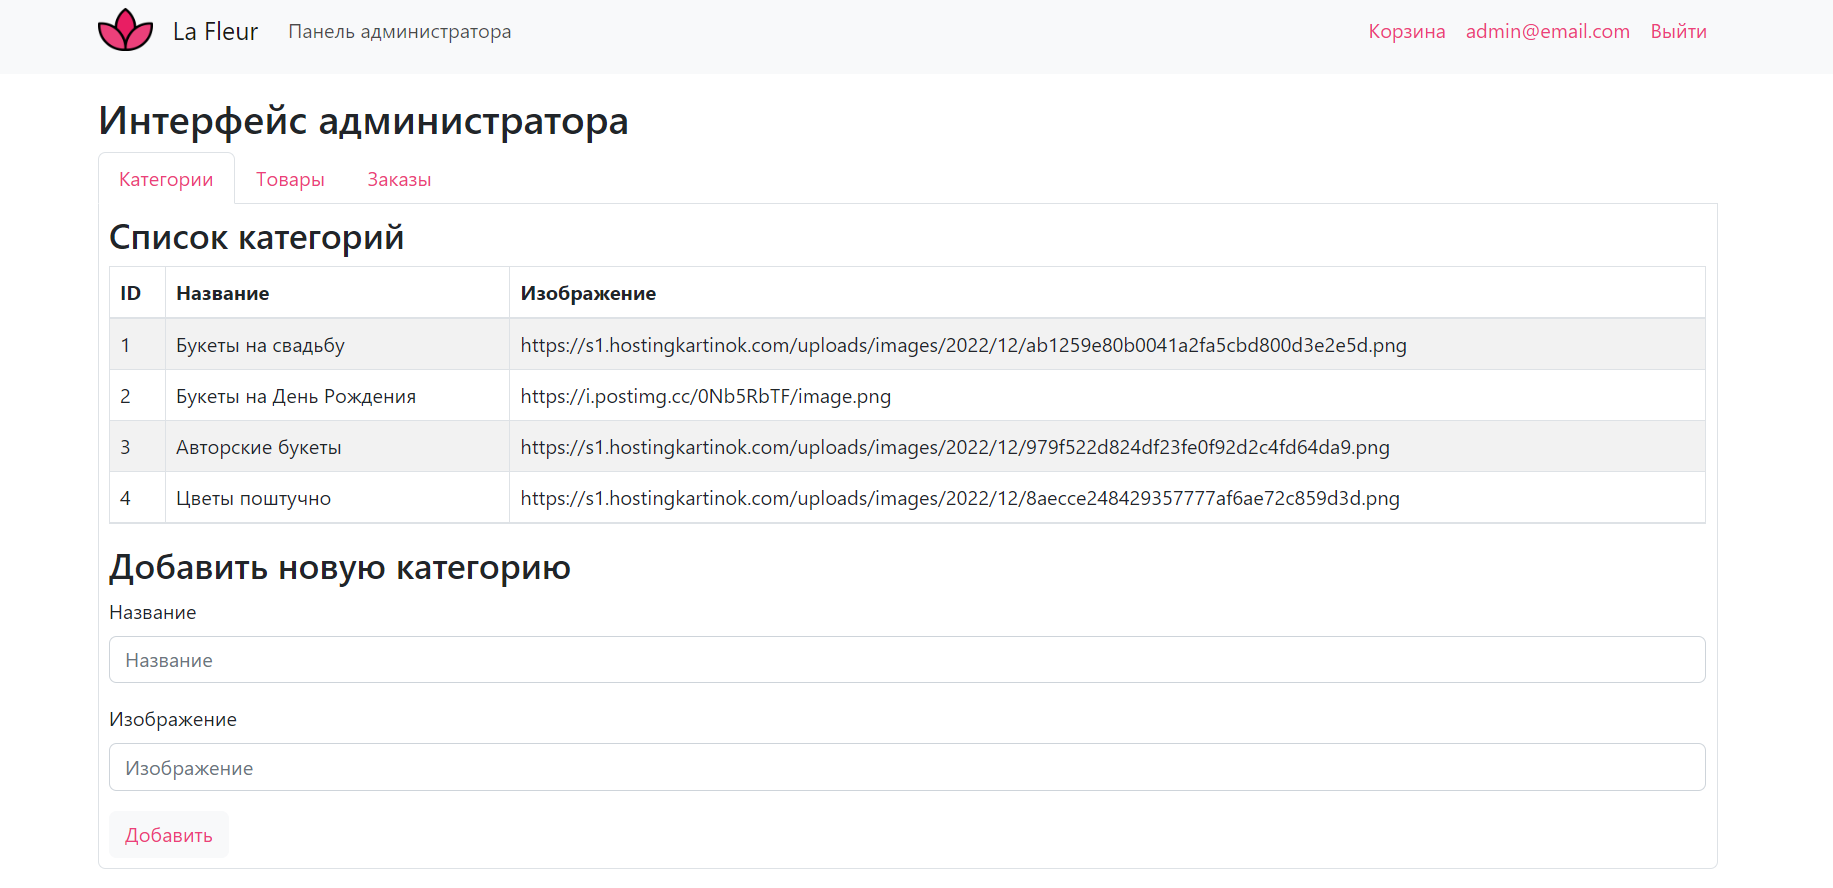 La Fleur Панель администратора Корзина admin@email.com Выйти
Интерфейс администратора
Категории Товары Заказы
Список категорий
ID Название Изображение
1 Букеты на свадьбу https://s1.hostingkartinok.com/uploads/images/2022/12/ab1259e80b0041a2fa5cbd800d3e2e5d.png
2 Букеты на День Рождения https://i.postimg.cc/0Nb5RbTF/image.png
3 Авторские букеты https://s1.hostingkartinok.com/uploads/images/2022/12/979f522d824df23fe0f92d2c4fd64da9.png
4 Цветы поштучно https://s1.hostingkartinok.com/uploads/images/2022/12/8aecce248429357777af6ae72c859d3d.png
Добавить новую категорию
Название
Название
Изображение
Изображение
Добавить